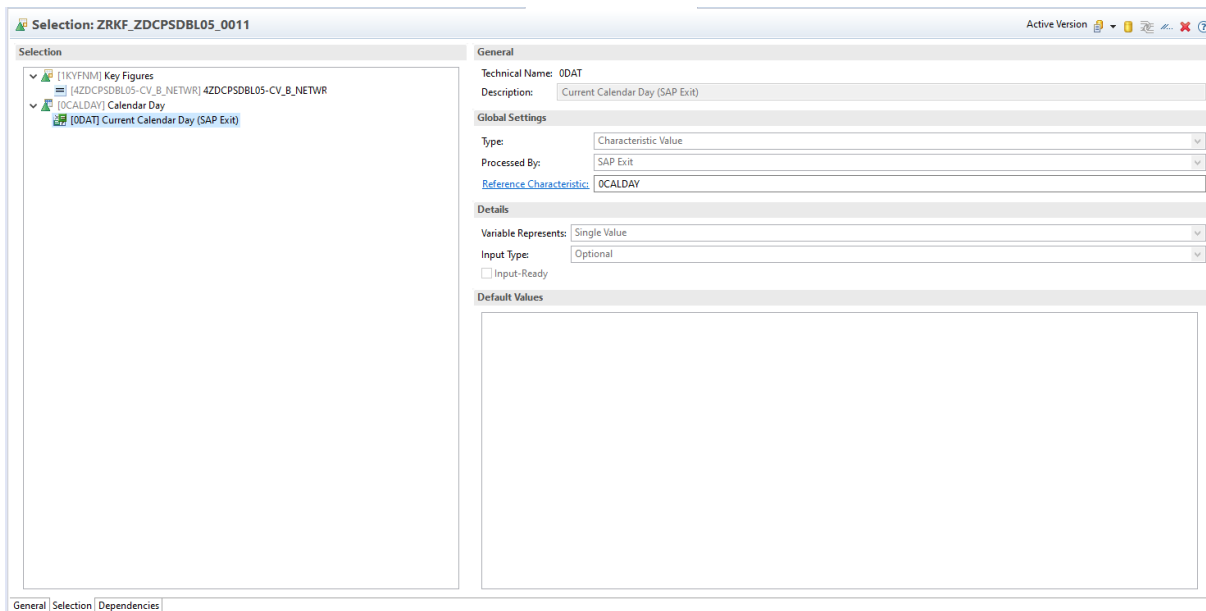 Selection: ZRKF_ZDCPSDBL05_0011
Active Version
Selection
[1KYFNM] Key Figures
[4ZDCPSDBL05-CV_B_NETWR] 4ZDCPSDBL05-CV_B_NETWR
[0CALDAY] Calendar Day
[0DAT] Current Calendar Day (SAP Exit)
General
Technical Name: 0DAT
Description: Current Calendar Day (SAP Exit)
Global Settings
Type: Characteristic Value
Processed By: SAP Exit
Reference Characteristic: 0CALDAY
Details
Variable Represents: Single Value
Input Type: Optional
Input-Ready
Default Values
General Selection Dependencies